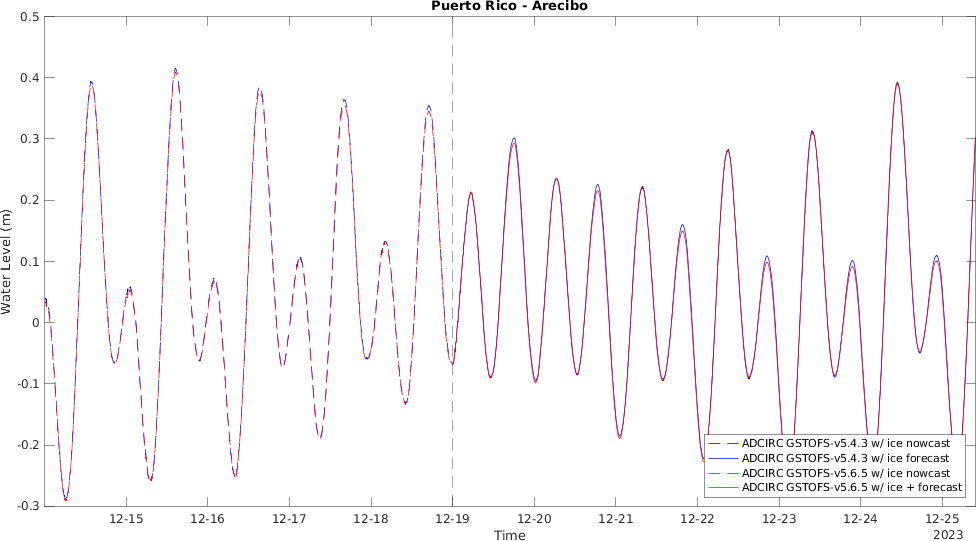 Puerto Rico - Arecibo
0.5
0.4
0.3
0.2
0.1
0
-0.1
-0.2
-0.3
Water Level (m)
ADCIRC GSTOFS-v5.4.3 w/ ice nowcast
ADCIRC GSTOFS-v5.4.3 w/ ice forecast
ADCIRC GSTOFS-v5.6.5 w/ ice nowcast
ADCIRC GSTOFS-v5.6.5 w/ ice + forecast
12-15 12-16 12-17 12-18 12-19 12-20 12-21 12-22 12-23 12-24 12-25
Time
2023